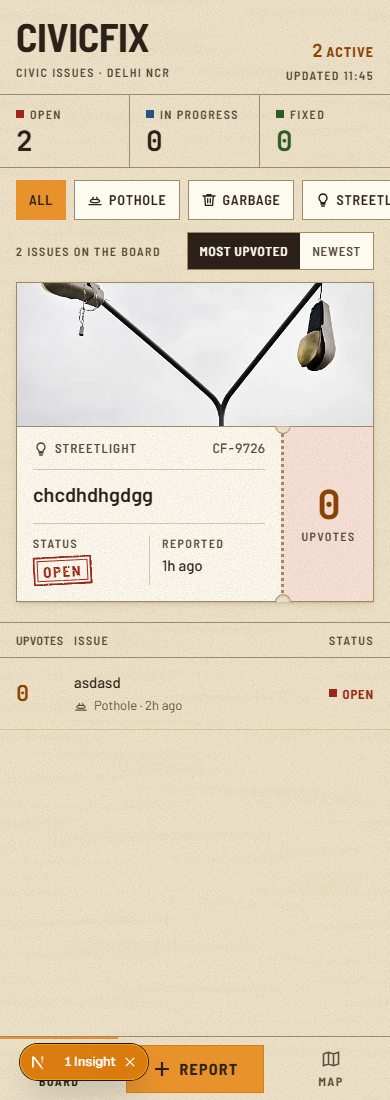 CIVICFIX
CIVIC ISSUES · DELHI NCR
2 ACTIVE
UPDATED 11:45
OPEN
2
IN PROGRESS
0
FIXED
0
ALL
POTHOLE
GARBAGE
STREETL
2 ISSUES ON THE BOARD
MOST UPVOTED
NEWEST
STREETLIGHT
CF-9726
chcdhdhgdgg
STATUS
OPEN
REPORTED
1h ago
0
UPVOTES
UPVOTES ISSUE STATUS
0
asdasd
Pothole · 2h ago
OPEN
N 1 Insight ×
BOARD
+ REPORT
MAP